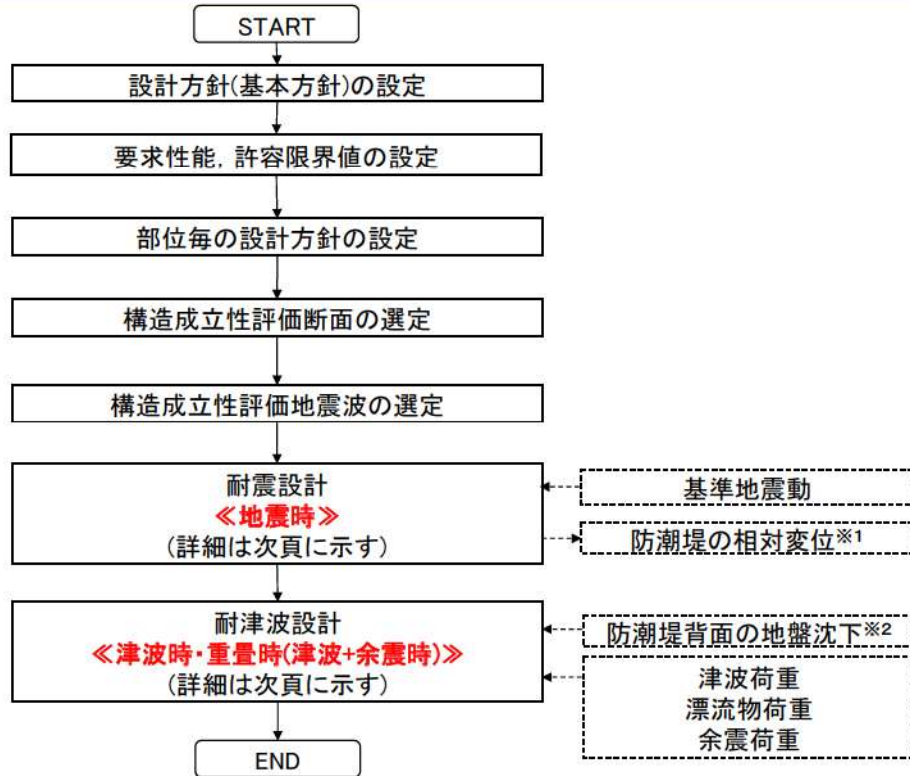 START
設計方針(基本方針)の設定
要求性能，許容限界値の設定
部位毎の設計方針の設定
構造成立性評価断面の選定
構造成立性評価地震波の選定
耐震設計
≪地震時≫
(詳細は次頁に示す)
基準地震動
防潮堤の相対変位※1
耐津波設計
≪津波時・重畳時(津波+余震時)≫
(詳細は次頁に示す)
防潮堤背面の地盤沈下※2
津波荷重
漂流物荷重
余震荷重
END